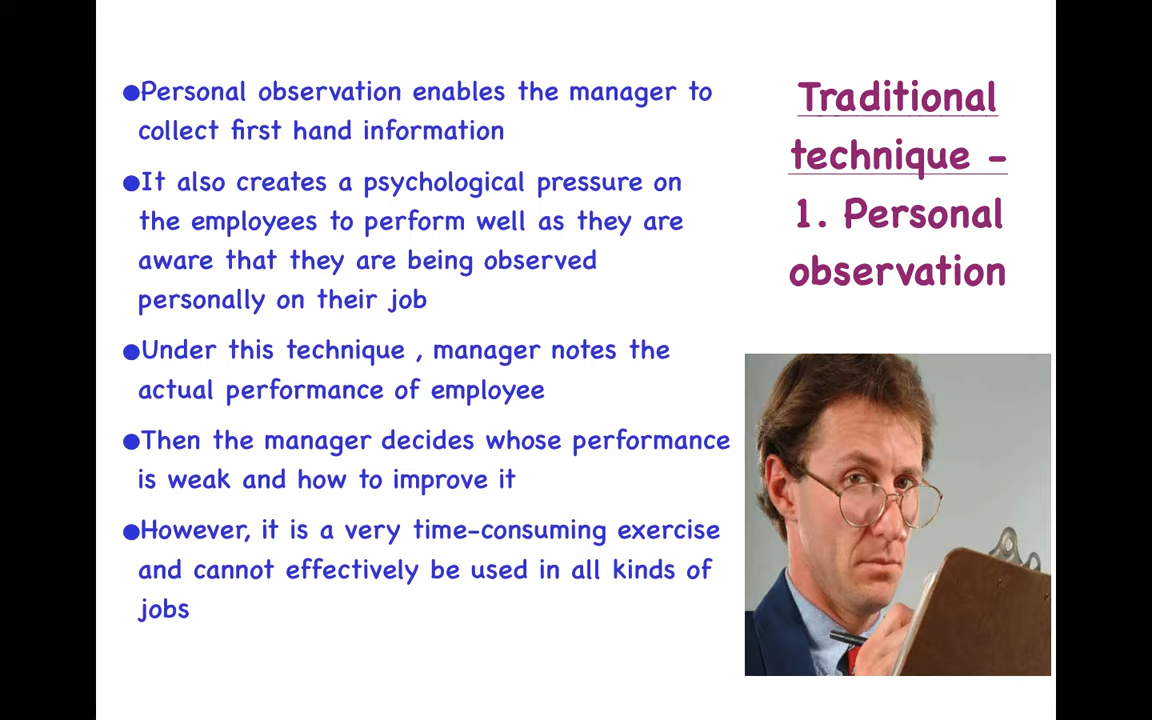 Traditional
technique -
1. Personal
observation
●Personal observation enables the manager to
collect first hand information
●It also creates a psychological pressure on
the employees to perform well as they are
aware that they are being observed
personally on their job
●Under this technique , manager notes the
actual performance of employee
●Then the manager decides whose performance
is weak and how to improve it
●However, it is a very time-consuming exercise
and cannot effectively be used in all kinds of
jobs